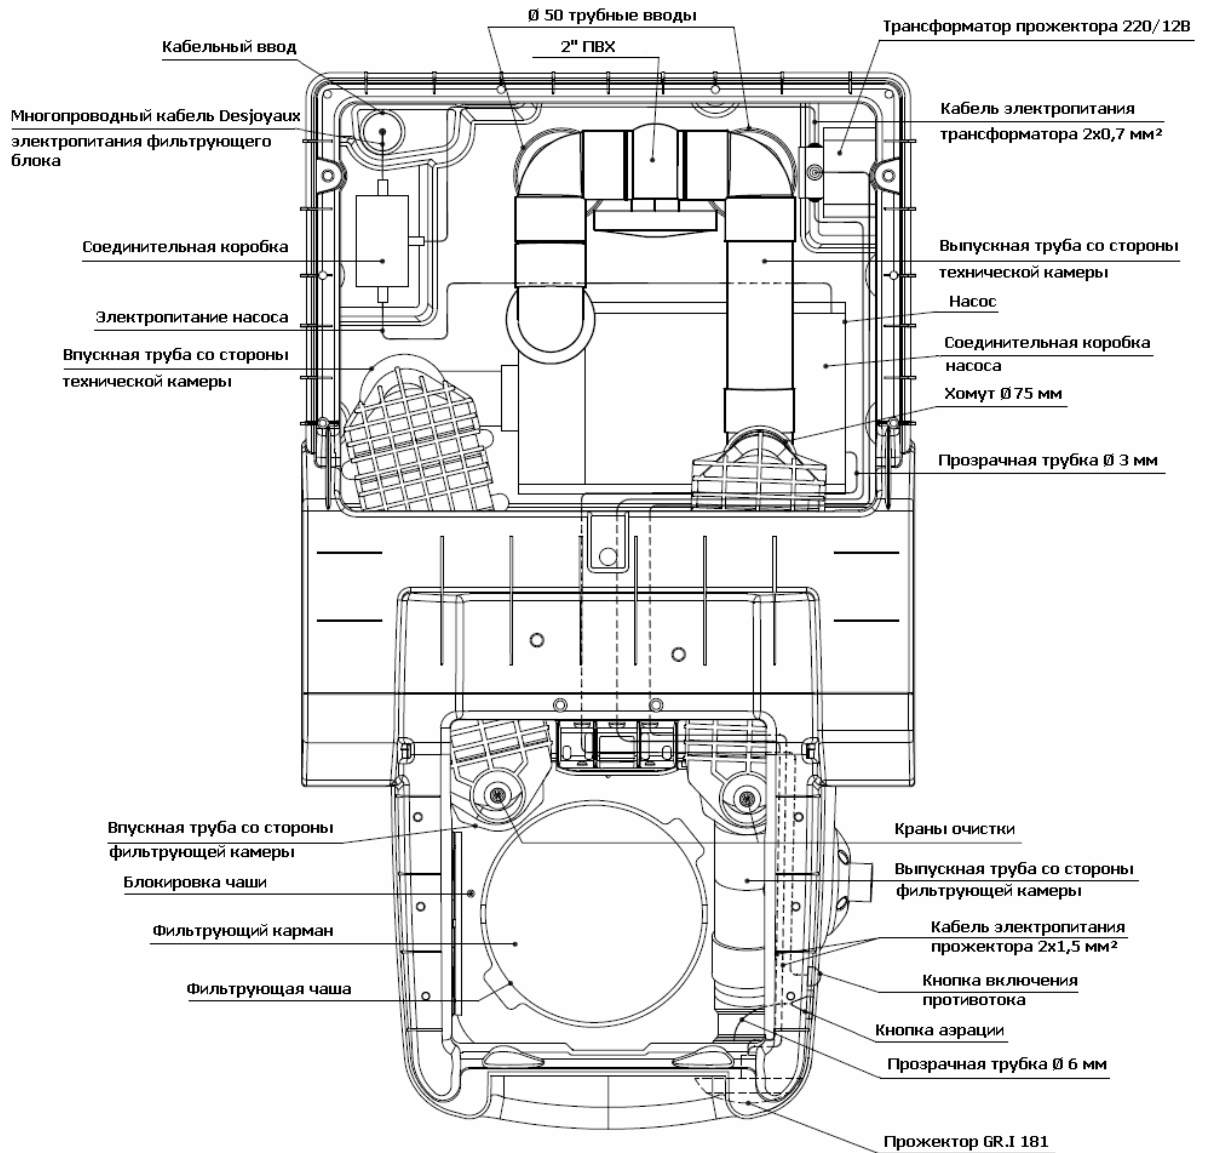 Ø 50 трубные вводы
Трансформатор прожектора 220/12В
Кабельный ввод
2" ПВХ
Многопроводный кабель Desjoyaux
электропитания фильтрующего
блока
Кабель электропитания
трансформатора 2x0,7 мм²
Соединительная коробка
Выпускная труба со стороны
технической камеры
Электропитание насоса
Насос
Впускная труба со стороны
технической камеры
Соединительная коробка
насоса
Хомут Ø 75 мм
Прозрачная трубка Ø 3 мм
Впускная труба со стороны
фильтрующей камеры
Краны очистки
Блокировка чаши
Выпускная труба со стороны
фильтрующей камеры
Фильтрующий карман
Кабель электропитания
прожектора 2x1,5 мм²
Фильтрующая чаша
Кнопка включения
противотока
Кнопка аэрации
Прозрачная трубка Ø 6 мм
Прожектор GR.I 181